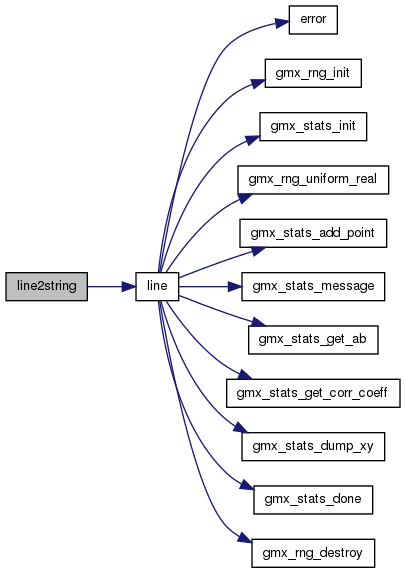 error
gmx_rng_init
gmx_stats_init
gmx_rng_uniform_real
gmx_stats_add_point
line2string
line
gmx_stats_message
gmx_stats_get_ab
gmx_stats_get_corr_coeff
gmx_stats_dump_xy
gmx_stats_done
gmx_rng_destroy